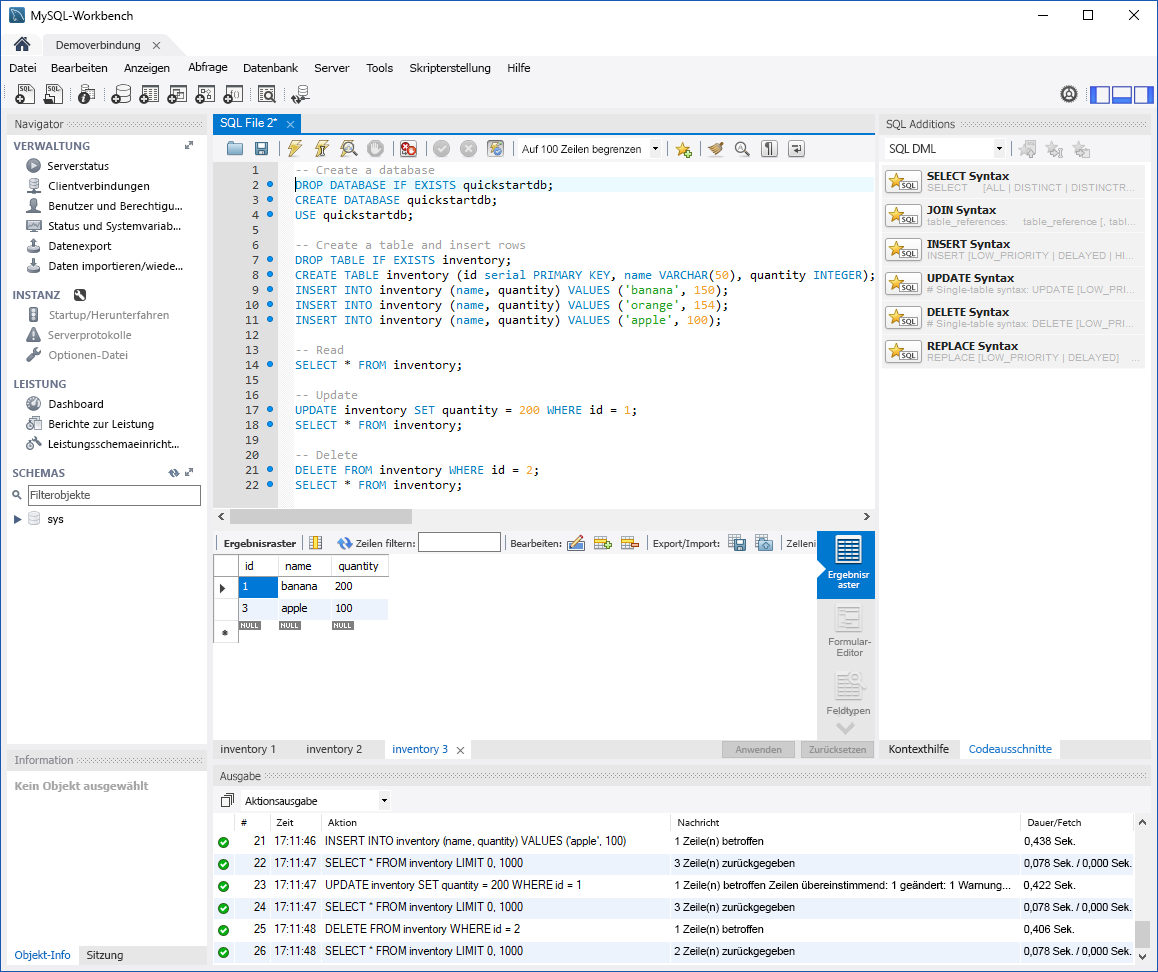 MySQL-Workbench
Demoverbindung
Datei Bearbeiten Anzeigen Abfrage Datenbank Server Tools Skripterstellung Hilfe
Navigator
VERWALTUNG
Serverstatus
Clientverbindungen
Benutzer und Berechtigu...
Status und Systemvariab...
Datenexport
Daten importieren/wiede...
INSTANZ
Startup/Herunterfahren
Serverprotokolle
Optionen-Datei
LEISTUNG
Dashboard
Berichte zur Leistung
Leistungsschemaeinricht...
SCHEMAS
Filterobjekte
sys
Information
Kein Objekt ausgewählt
Objekt-Info Sitzung
SQL File 2*
Auf 100 Zeilen begrenzen
1 -- Create a database
2 DROP DATABASE IF EXISTS quickstartdb;
3 CREATE DATABASE quickstartdb;
4 USE quickstartdb;
5
6 -- Create a table and insert rows
7 DROP TABLE IF EXISTS inventory;
8 CREATE TABLE inventory (id serial PRIMARY KEY, name VARCHAR(50), quantity INTEGER);
9 INSERT INTO inventory (name, quantity) VALUES ('banana', 150);
10 INSERT INTO inventory (name, quantity) VALUES ('orange', 154);
11 INSERT INTO inventory (name, quantity) VALUES ('apple', 100);
12
13 -- Read
14 SELECT * FROM inventory;
15
16 -- Update
17 UPDATE inventory SET quantity = 200 WHERE id = 1;
18 SELECT * FROM inventory;
19
20 -- Delete
21 DELETE FROM inventory WHERE id = 2;
22 SELECT * FROM inventory;
Ergebnisraster Zeilen filtern: Bearbeiten: Export/Import: Zelleni
id name quantity
1 banana 200
3 apple 100
NULL NULL NULL
Ergebnisr
aster
Formular-
Editor
Feldtypen
inventory 1 inventory 2 inventory 3 Anwenden Zurücksetzen
SQL Additions
SQL DML
SELECT Syntax
SELECT [ALL | DISTINCT | DISTINCTR...
JOIN Syntax
table_references: table_reference [, tabl...
INSERT Syntax
INSERT [LOW_PRIORITY | DELAYED | HI...
UPDATE Syntax
# Single-table syntax: UPDATE [LOW_PRI...
DELETE Syntax
# Single-table syntax: DELETE [LOW_PRI...
REPLACE Syntax
REPLACE [LOW_PRIORITY | DELAYED] ...
Kontexthilfe Codeausschnitte
Ausgabe
Aktionsausgabe
# Zeit Aktion Nachricht Dauer/Fetch
21 17:11:46 INSERT INTO inventory (name, quantity) VALUES ('apple', 100) 1 Zeile(n) betroffen 0,438 Sek.
22 17:11:47 SELECT * FROM inventory LIMIT 0, 1000 3 Zeile(n) zurückgegeben 0,078 Sek. / 0,000 Sek.
23 17:11:47 UPDATE inventory SET quantity = 200 WHERE id = 1 1 Zeile(n) betroffen Zeilen übereinstimmend: 1 geändert: 1 Warnung... 0,422 Sek.
24 17:11:47 SELECT * FROM inventory LIMIT 0, 1000 3 Zeile(n) zurückgegeben 0,078 Sek. / 0,000 Sek.
25 17:11:48 DELETE FROM inventory WHERE id = 2 1 Zeile(n) betroffen 0,406 Sek.
26 17:11:48 SELECT * FROM inventory LIMIT 0, 1000 2 Zeile(n) zurückgegeben 0,078 Sek. / 0,000 Sek.